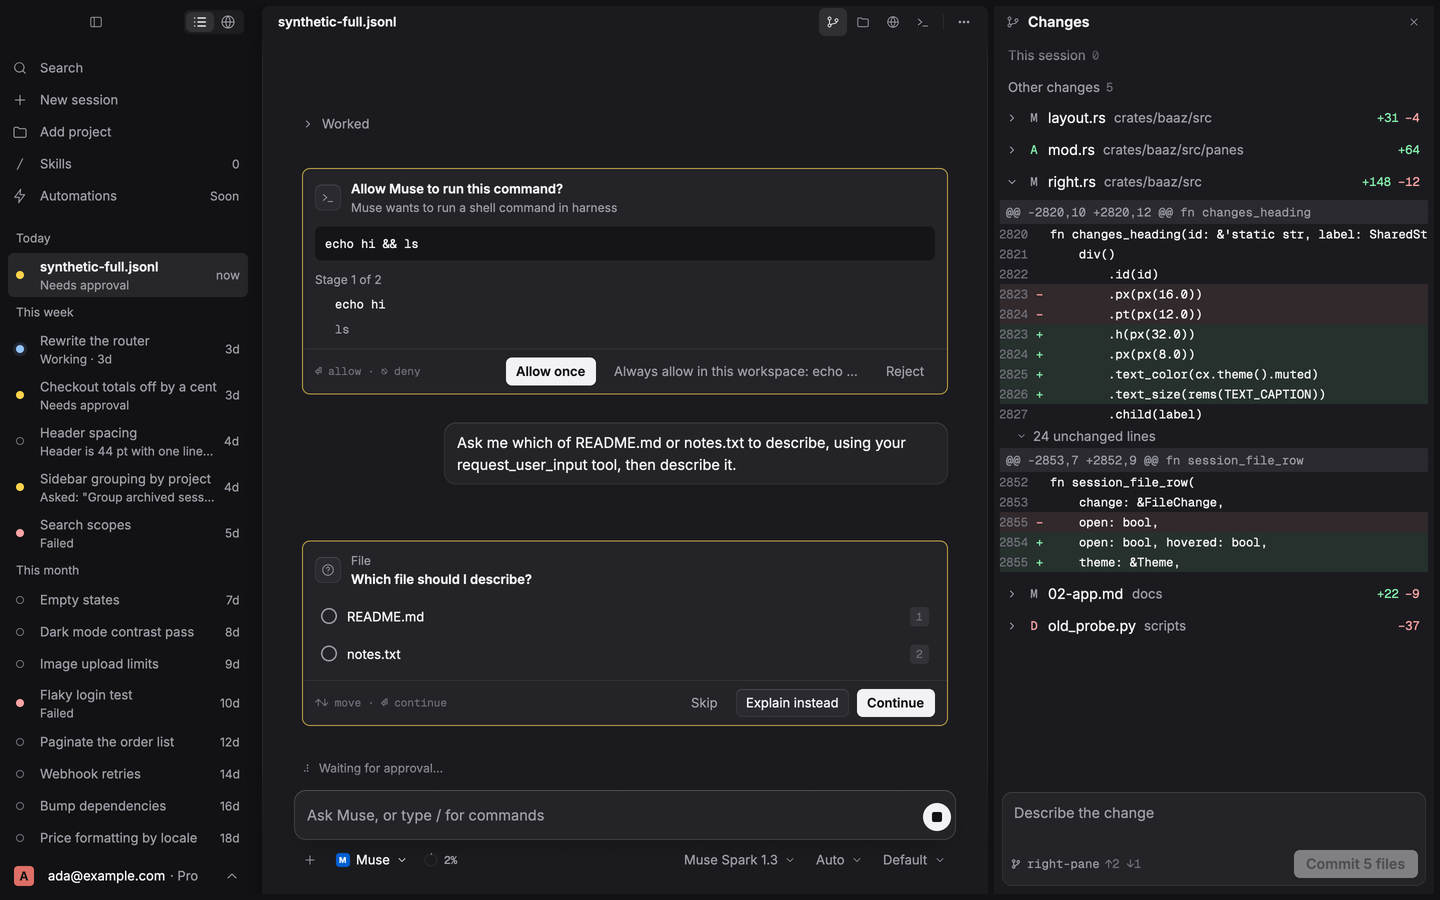 Search
New session
Add project
Skills 0
Automations Soon
Today
synthetic-full.jsonl now
Needs approval
This week
Rewrite the router 3d
Working · 3d
Checkout totals off by a cent 3d
Needs approval
Header spacing 4d
Header is 44 pt with one line...
Sidebar grouping by project 4d
Asked: "Group archived sess...
Search scopes 5d
Failed
This month
Empty states 7d
Dark mode contrast pass 8d
Image upload limits 9d
Flaky login test 10d
Failed
Paginate the order list 12d
Webhook retries 14d
Bump dependencies 16d
Price formatting by locale 18d
A ada@example.com · Pro
synthetic-full.jsonl
Worked
Allow Muse to run this command?
Muse wants to run a shell command in harness
echo hi && ls
Stage 1 of 2
echo hi
ls
⏎ allow · ⎋ deny Allow once Always allow in this workspace: echo ... Reject
Ask me which of README.md or notes.txt to describe, using your
request_user_input tool, then describe it.
File
Which file should I describe?
README.md 1
notes.txt 2
↑↓ move · ⏎ continue Skip Explain instead Continue
Waiting for approval...
Ask Muse, or type / for commands
M Muse 2% Muse Spark 1.3 Auto Default
Changes
This session 0
Other changes 5
M layout.rs crates/baaz/src +31 −4
A mod.rs crates/baaz/src/panes +64
M right.rs crates/baaz/src +148 −12
@@ -2820,10 +2820,12 @@ fn changes_heading
2820 fn changes_heading(id: &'static str, label: SharedSt
2821 div()
2822 .id(id)
2823 − .px(px(16.0))
2824 − .pt(px(12.0))
2823 + .h(px(32.0))
2824 + .px(px(8.0))
2825 + .text_color(cx.theme().muted)
2826 + .text_size(rems(TEXT_CAPTION))
2827 .child(label)
24 unchanged lines
@@ -2853,7 +2852,9 @@ fn session_file_row
2852 fn session_file_row(
2853 change: &FileChange,
2855 − open: bool,
2854 + open: bool, hovered: bool,
2855 + theme: &Theme,
M 02-app.md docs +22 −9
D old_probe.py scripts −37
Describe the change
right-pane ↑2 ↓1 Commit 5 files